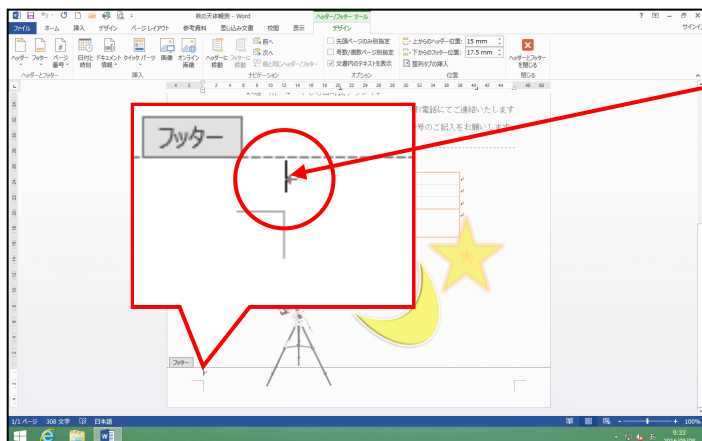 秋の天体観測 - Word
ヘッダー/フッター ツール
ファイル ホーム 挿入 デザイン ページ レイアウト 参考資料 差し込み文書 校閲 表示 デザイン サインイン
ヘッダー フッター ページ番号 日付と時刻 ドキュメント情報 クイック パーツ 画像 オンライン画像 ヘッダーに移動 フッターに移動
前へ
次へ
前と同じヘッダー/フッター
先頭ページのみ別指定
奇数/偶数ページ別指定
文書内のテキストを表示
上からのヘッダー位置: 15 mm
下からのフッター位置: 17.5 mm
整列タブの挿入
ヘッダーとフッターを閉じる
ヘッダーとフッター 挿入 ナビゲーション オプション 位置 閉じる
お電話にてご連絡いたします
号のご記入をお願いします
フッター
フッター
1/1 ページ 308 文字 日本語 100%
9:33